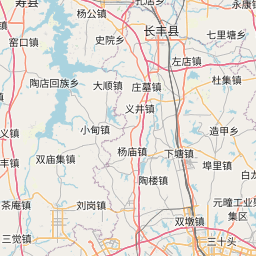 寿县
孔店乡
杨公镇
长丰县
永康
窑口镇
史院乡
七里塘乡
左店镇
陶店回族乡
大顺镇
庄墓镇
杜集镇
义井镇
义镇
小甸镇
造甲乡
杨庙镇
下塘镇
双庙集镇
丰镇
埠里镇
陶楼镇
白龙
茶庵镇
刘岗镇
双墩镇
元疃工业
集区
三觉镇
三十头